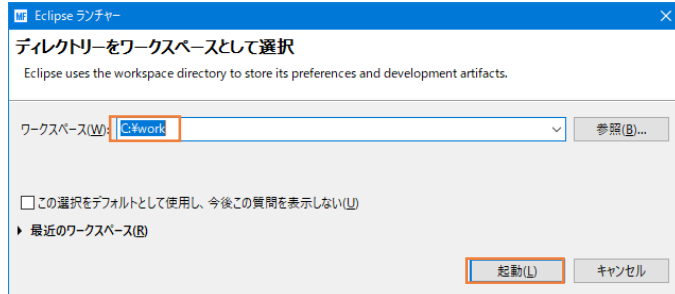 MF Eclipse ランチャー
ディレクトリーをワークスペースとして選択
Eclipse uses the workspace directory to store its preferences and development artifacts.
ワークスペース(W): C:¥work 参照(B)...
この選択をデフォルトとして使用し、今後この質問を表示しない(U)
最近のワークスペース(R)
起動(L) キャンセル